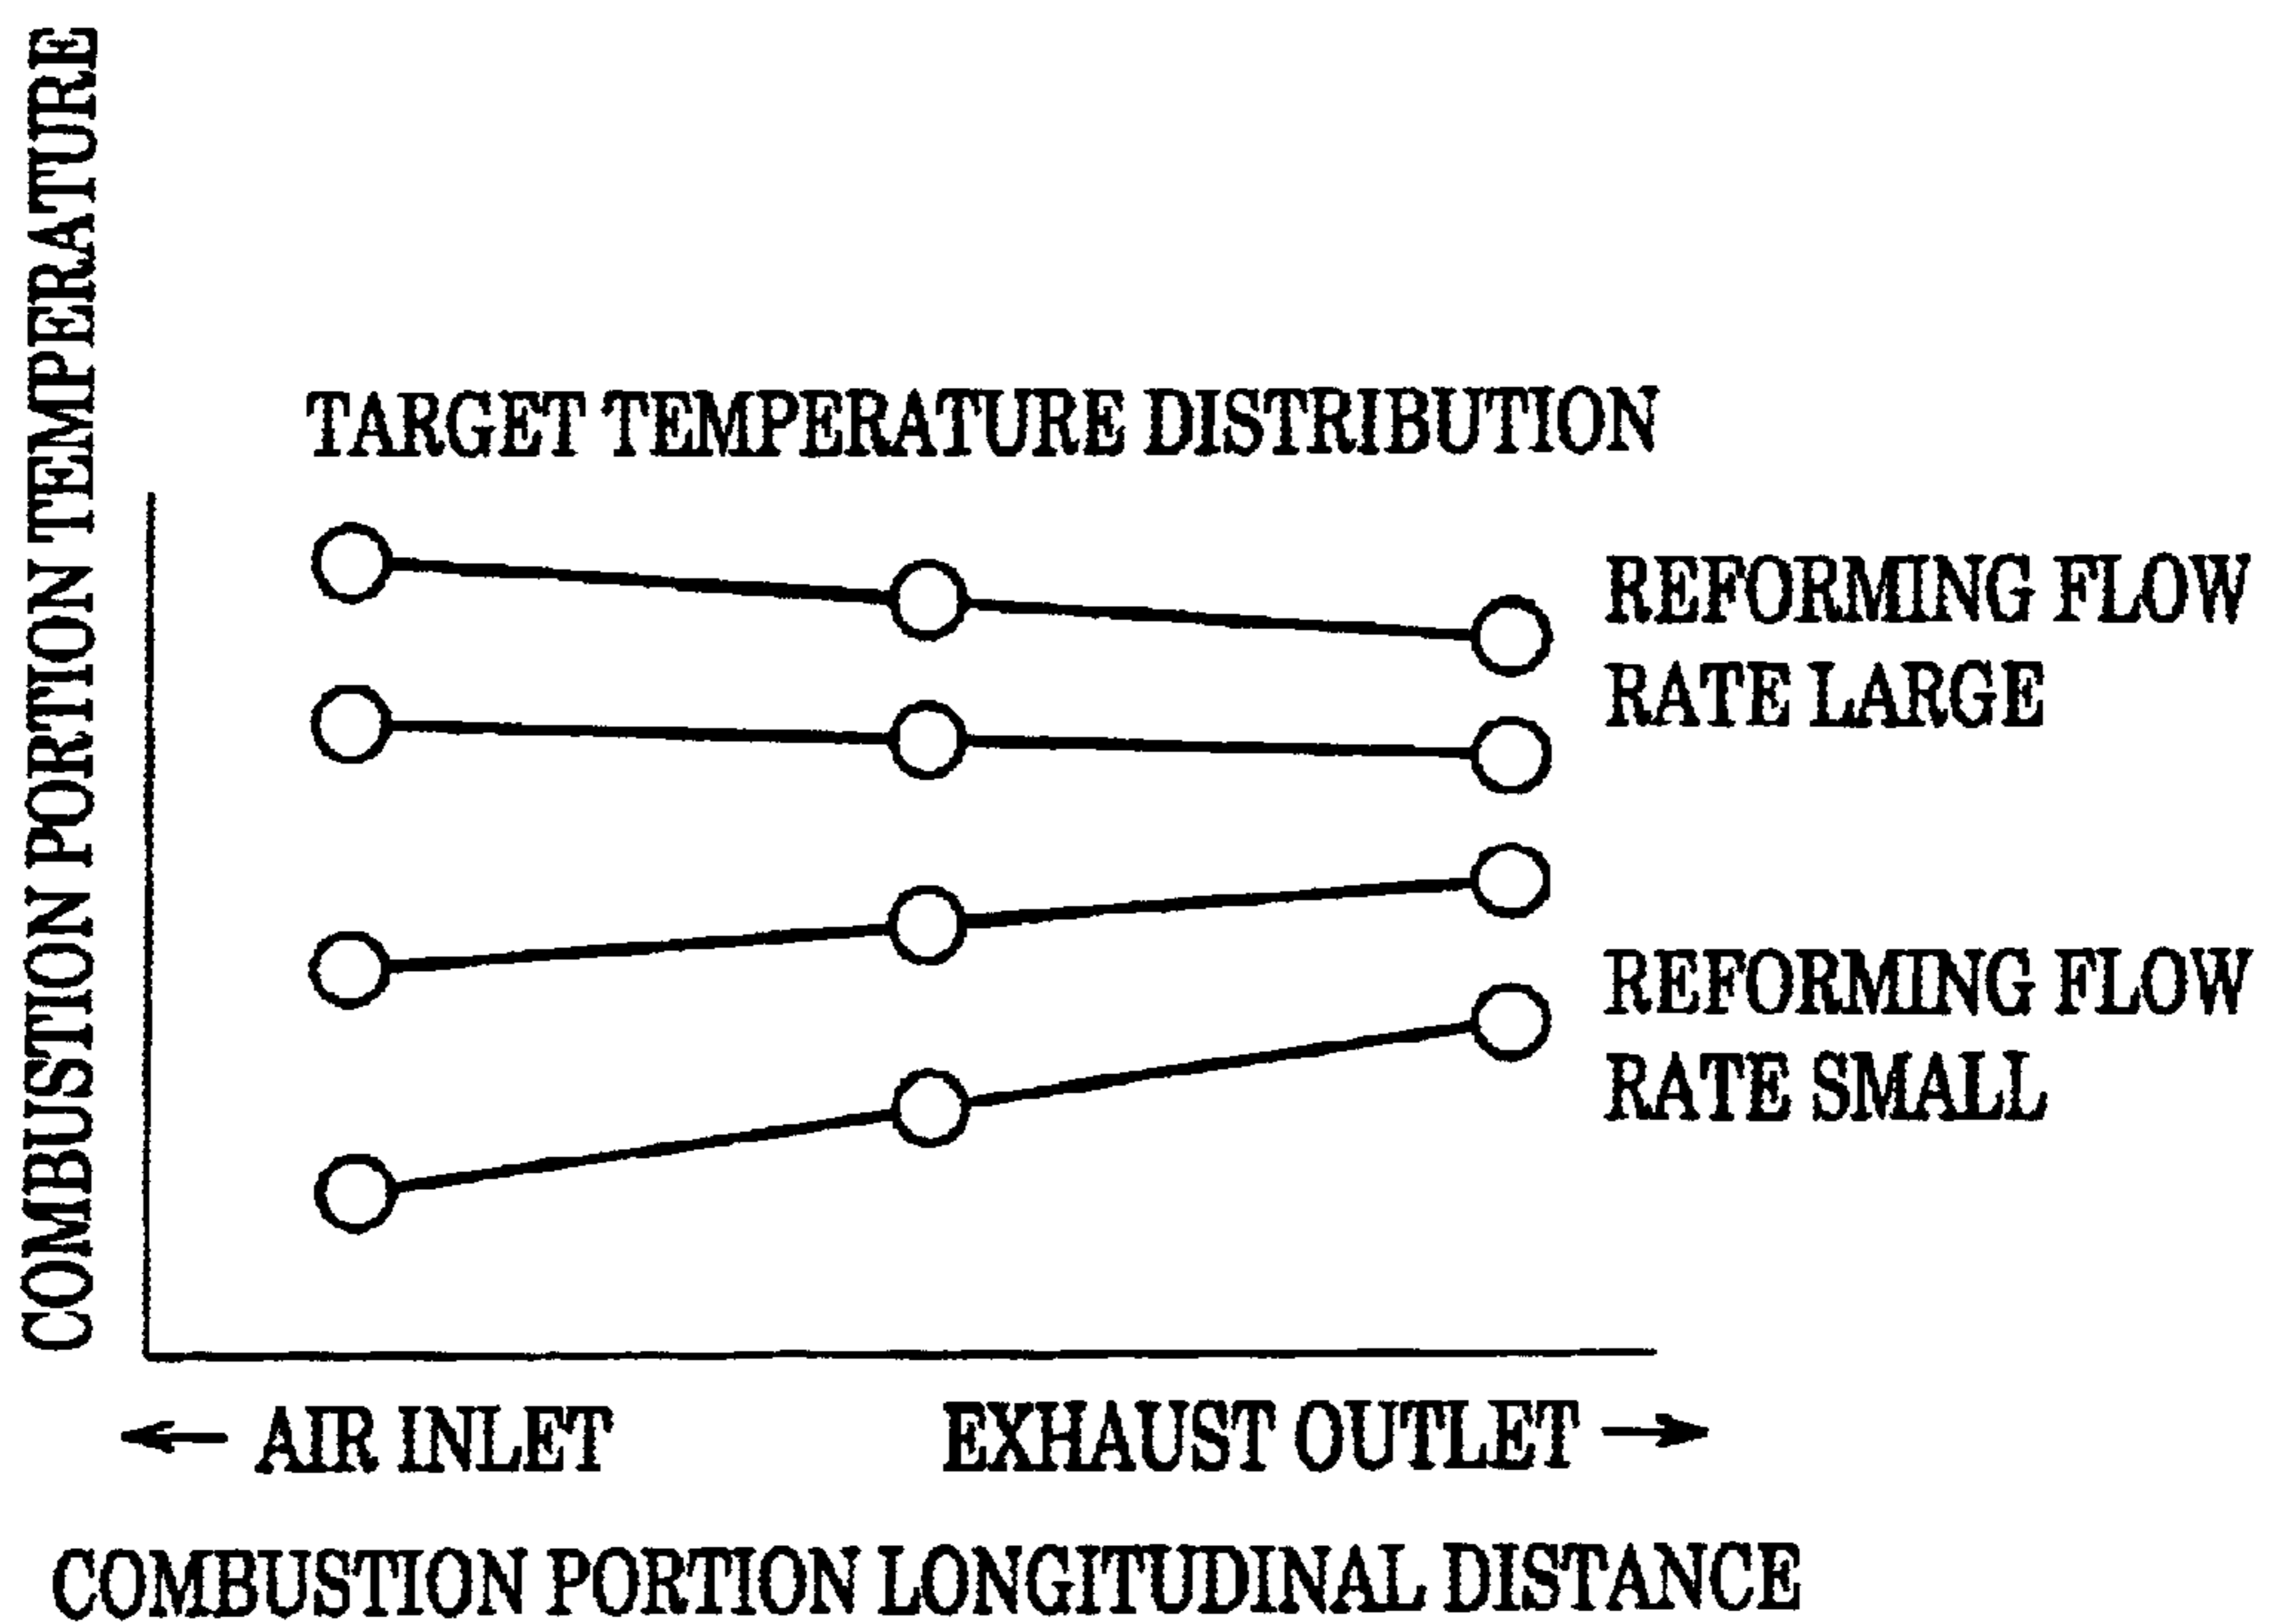 COMBUSTION PORTION TEMPERATURE
TARGET TEMPERATURE DISTRIBUTION
REFORMING FLOW
RATE LARGE
REFORMING FLOW
RATE SMALL
AIR INLET
EXHAUST OUTLET
COMBUSTION PORTION LONGITUDINAL DISTANCE